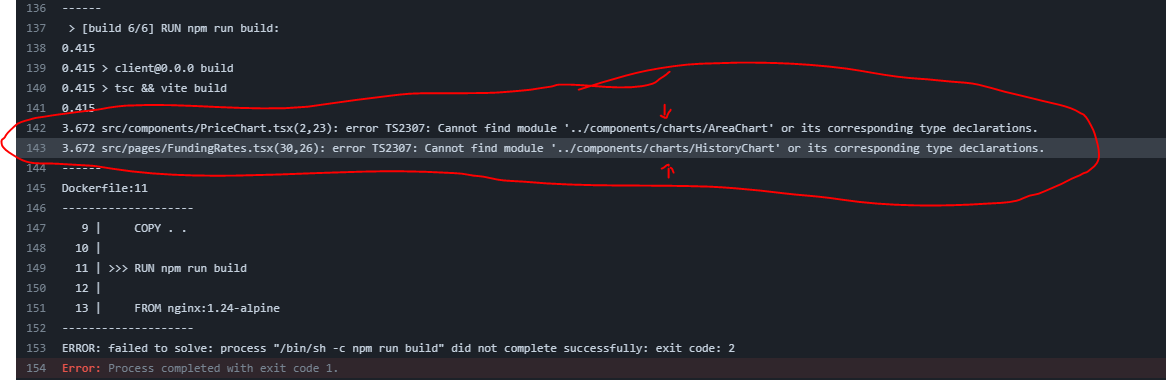 136 ------
137 > [build 6/6] RUN npm run build:
138 0.415
139 0.415 > client@0.0.0 build
140 0.415 > tsc && vite build
141 0.415
142 3.672 src/components/PriceChart.tsx(2,23): error TS2307: Cannot find module '../components/charts/AreaChart' or its corresponding type declarations.
143 3.672 src/pages/FundingRates.tsx(30,26): error TS2307: Cannot find module '../components/charts/HistoryChart' or its corresponding type declarations.
144 ------
145 Dockerfile:11
146 --------------------
147 9 | COPY . .
148 10 |
149 11 | >>> RUN npm run build
150 12 |
151 13 | FROM nginx:1.24-alpine
152 --------------------
153 ERROR: failed to solve: process "/bin/sh -c npm run build" did not complete successfully: exit code: 2
154 Error: Process completed with exit code 1.